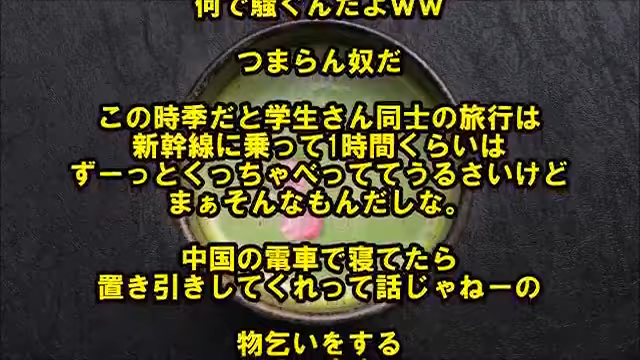 何で騒ぐんだよｗｗ
つまらん奴だ
この時季だと学生さん同士の旅行は
新幹線に乗って1時間くらいは
ずーっとくっちゃべっててうるさいけど
まぁそんなもんだしな。
中国の電車で寝てたら
置き引きしてくれって話じゃねーの
物乞いをする